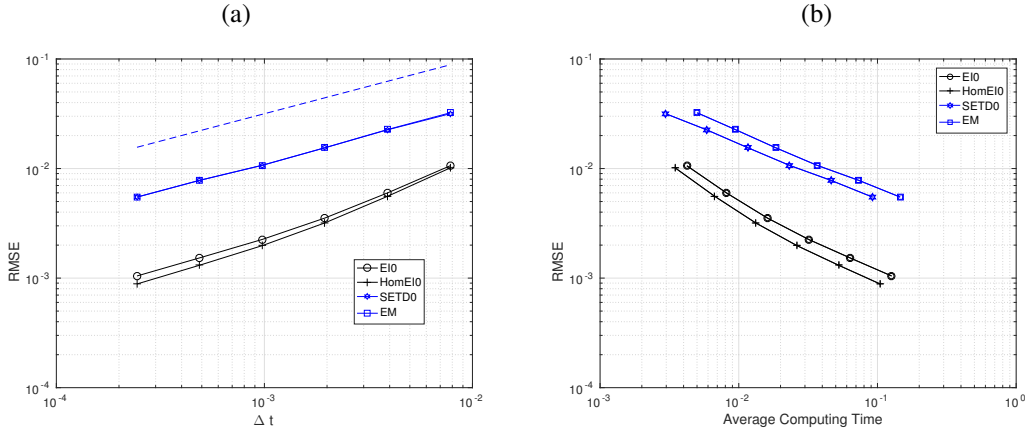 (a)
10^-1
10^-2
10^-3
10^-4
RMSE
EI0
HomEI0
SETD0
EM
10^-4
10^-3
10^-2
Δ t
(b)
10^-1
10^-2
10^-3
10^-4
RMSE
EI0
HomEI0
SETD0
EM
10^-3
10^-2
10^-1
10^0
Average Computing Time